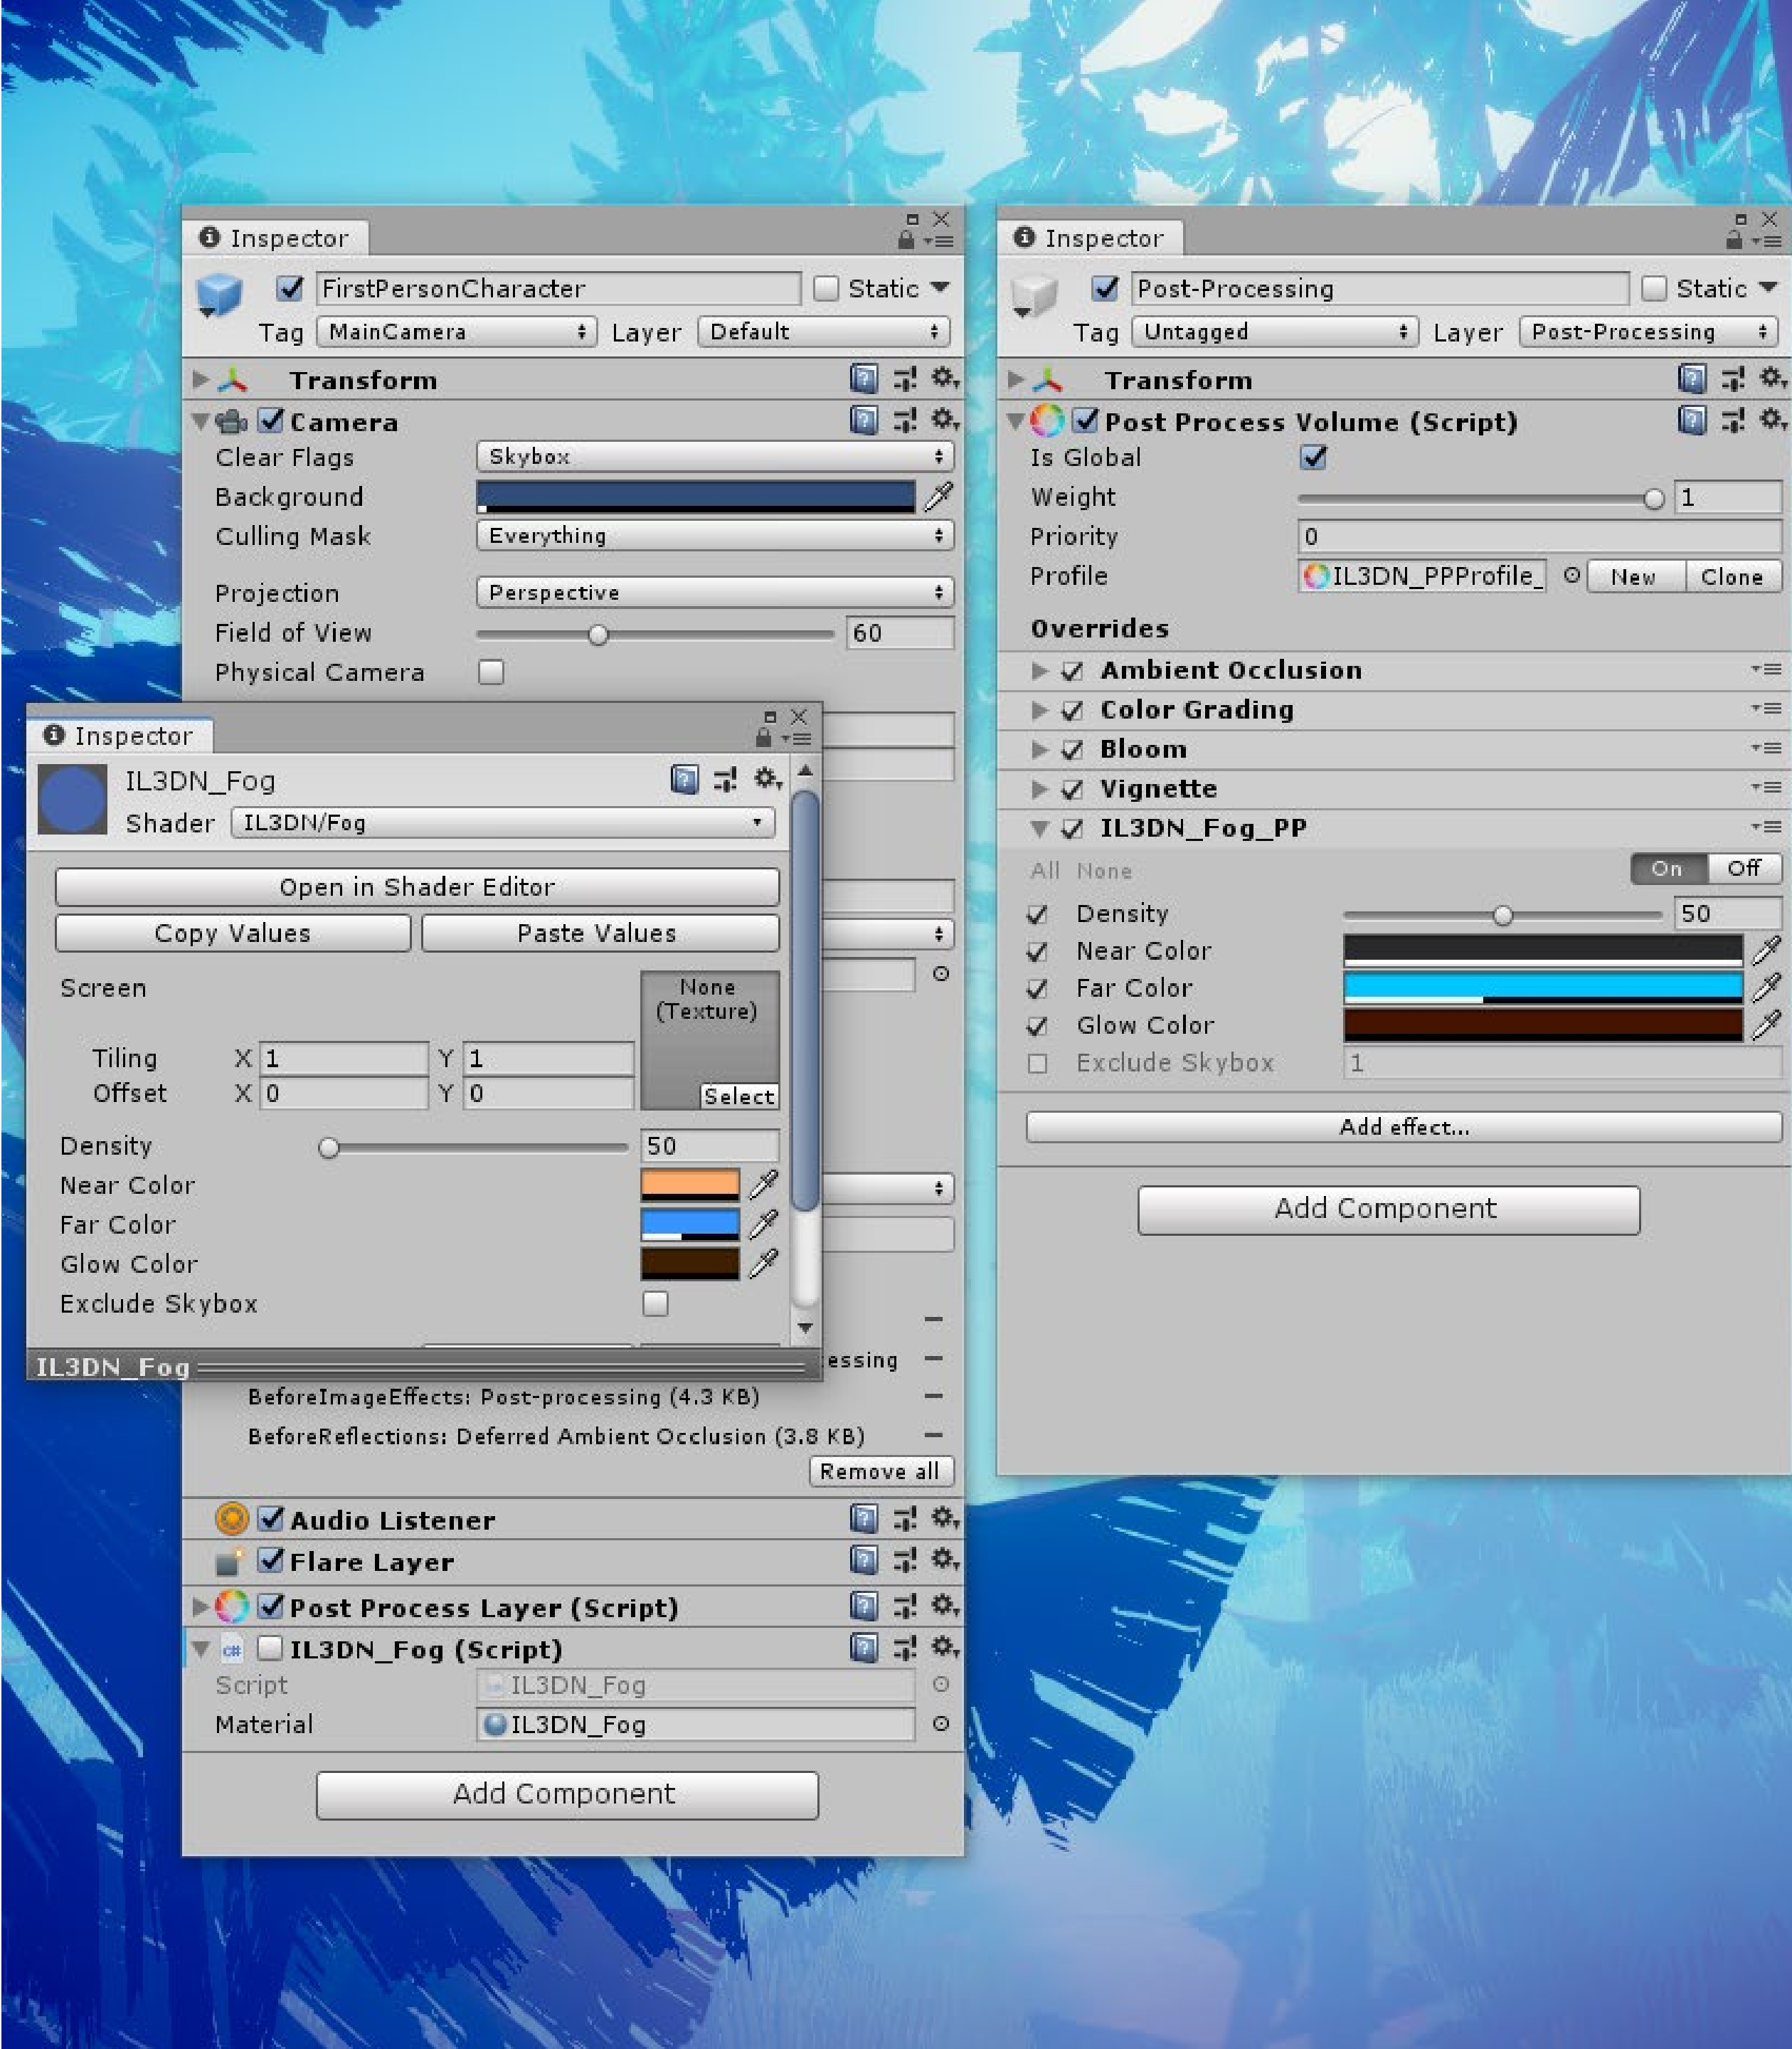 Inspector
FirstPersonCharacter Static
Tag MainCamera Layer Default
Transform
Camera
Clear Flags Skybox
Background
Culling Mask Everything
Projection Perspective
Field of View 60
Physical Camera
Inspector
IL3DN_Fog
Shader IL3DN/Fog
Open in Shader Editor
Copy Values Paste Values
Screen None
(Texture)
Tiling X 1 Y 1
Offset X 0 Y 0
Select
Density 50
Near Color
Far Color
Glow Color
Exclude Skybox
IL3DN_Fog
essing
BeforeImageEffects: Post-processing (4.3 KB)
BeforeReflections: Deferred Ambient Occlusion (3.8 KB)
Remove all
Audio Listener
Flare Layer
Post Process Layer (Script)
C# IL3DN_Fog (Script)
Script IL3DN_Fog
Material IL3DN_Fog
Add Component
Inspector
Post-Processing Static
Tag Untagged Layer Post-Processing
Transform
Post Process Volume (Script)
Is Global
Weight 1
Priority 0
Profile IL3DN_PPProfile_ New Clone
Overrides
Ambient Occlusion
Color Grading
Bloom
Vignette
IL3DN_Fog_PP
All None On Off
Density 50
Near Color
Far Color
Glow Color
Exclude Skybox 1
Add effect...
Add Component